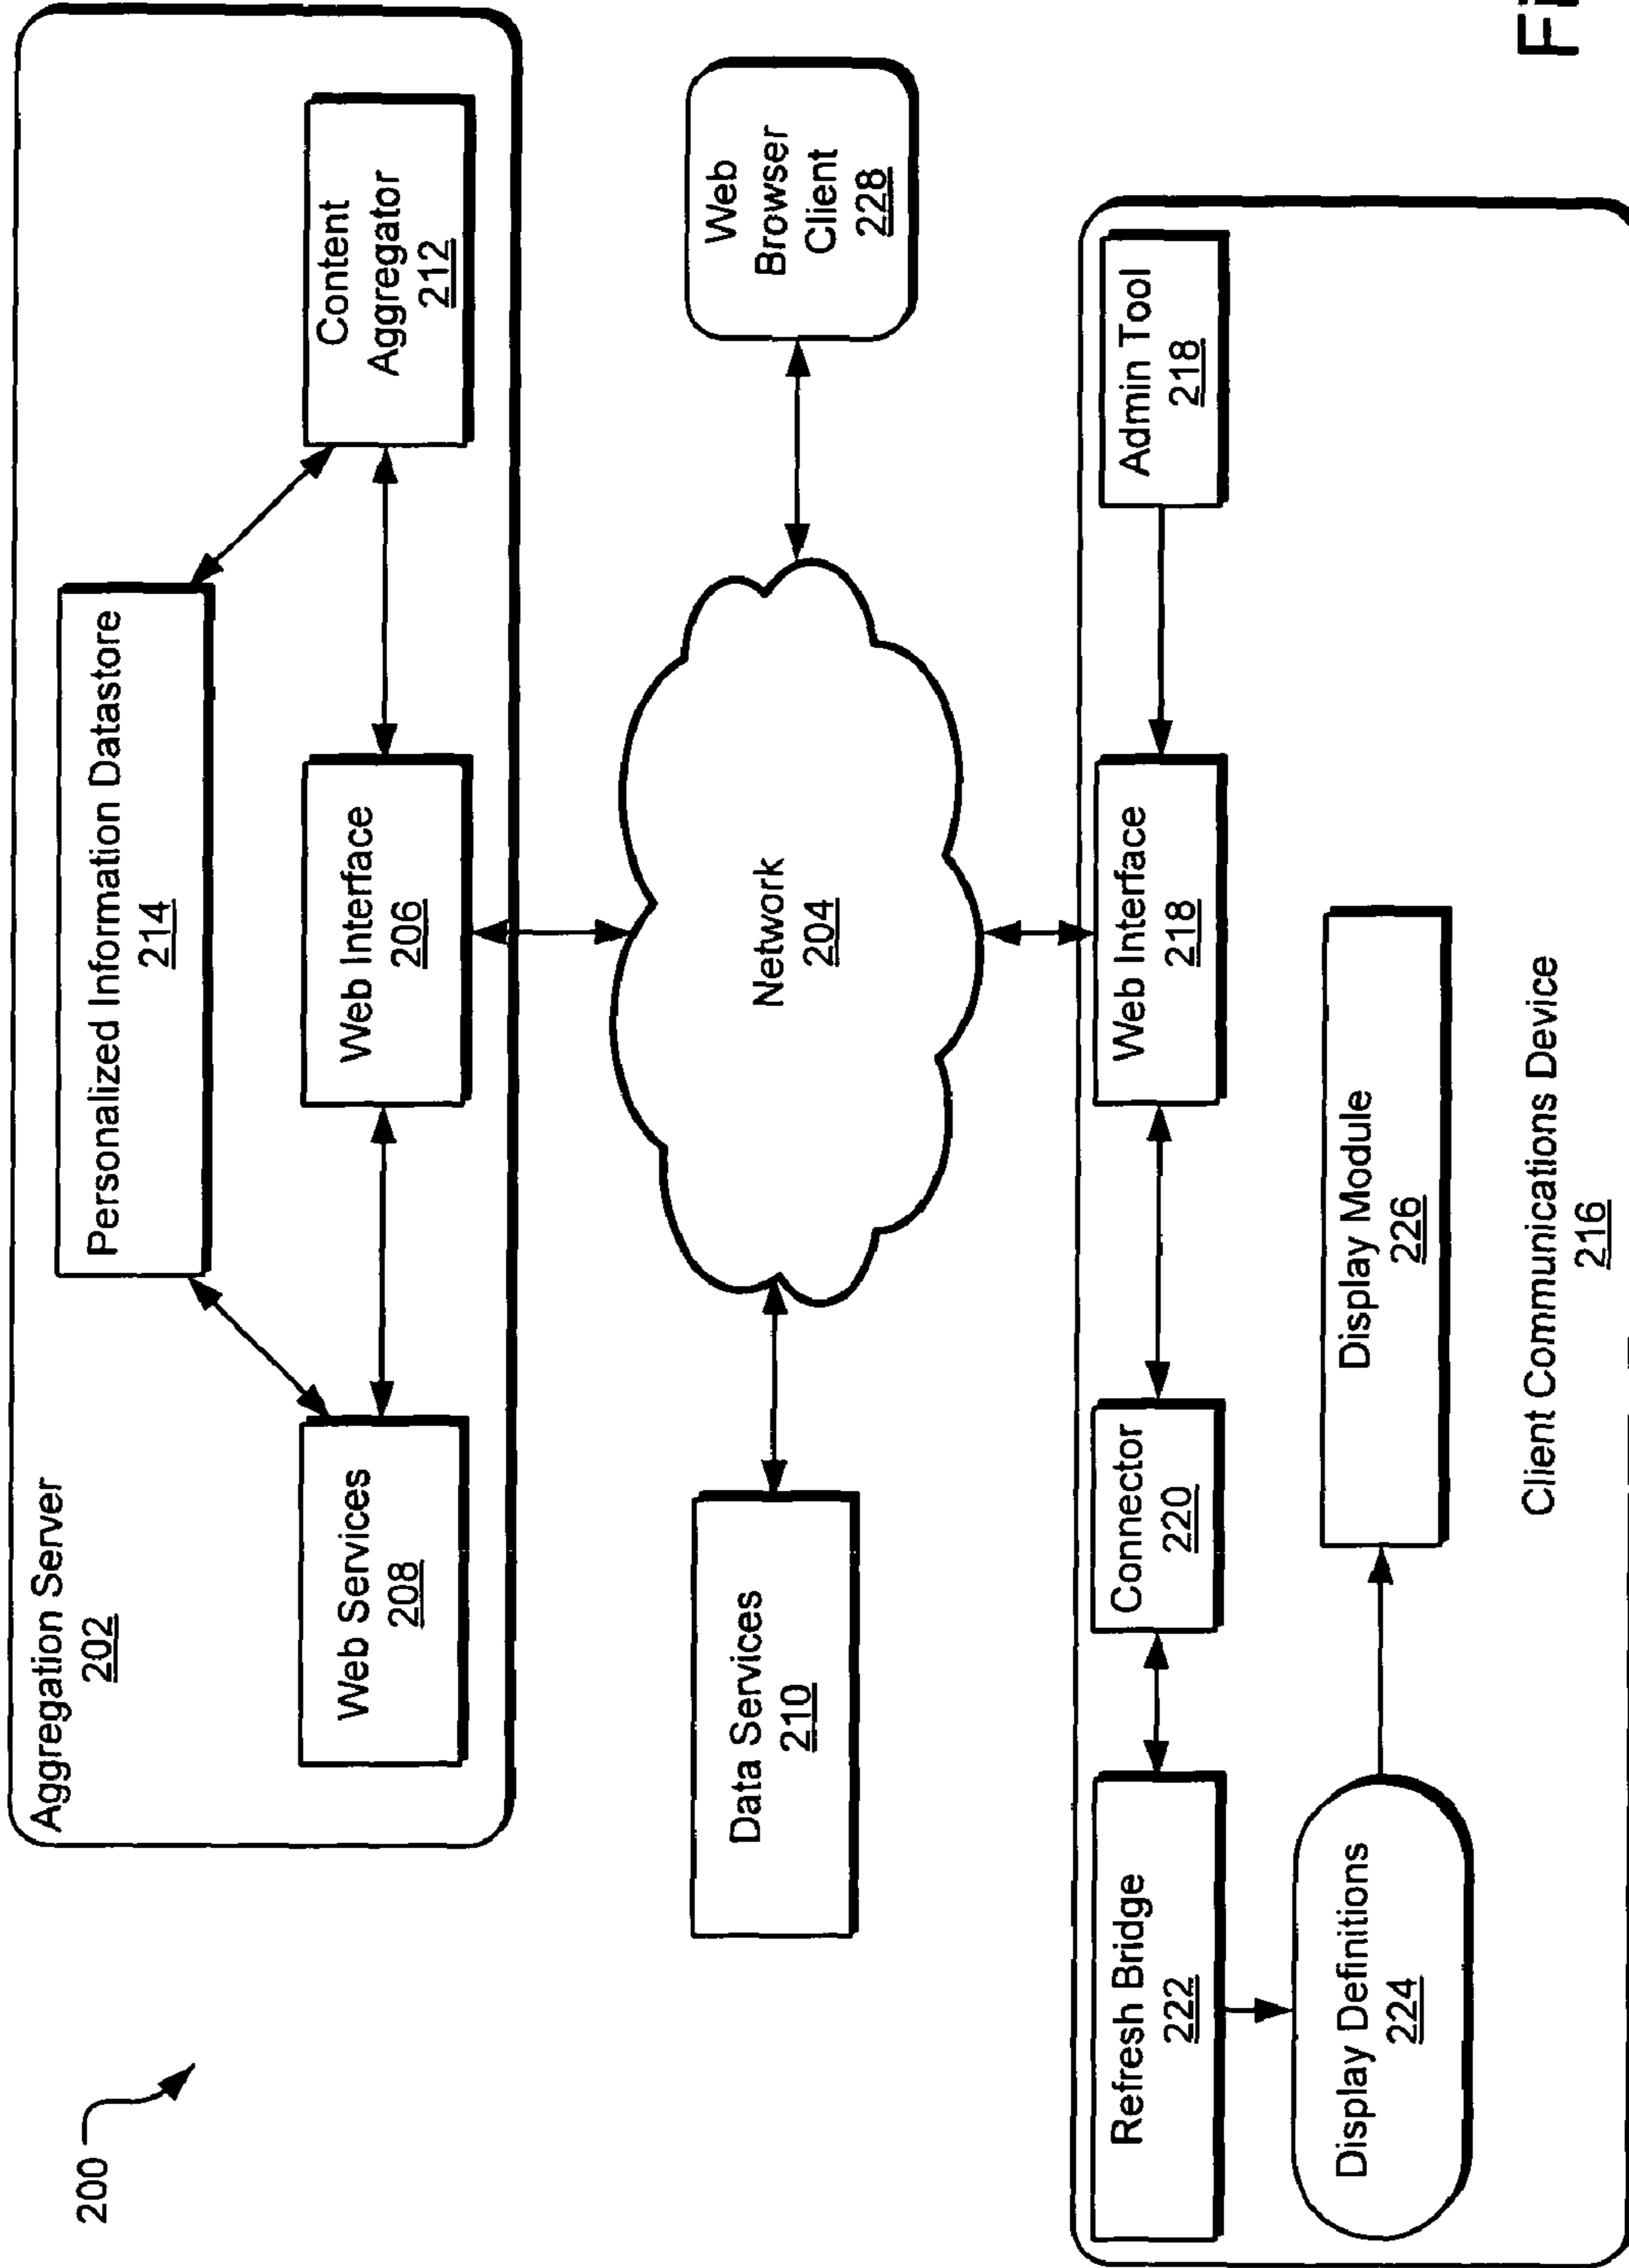 200
Aggregation Server
202
Personalized Information Datastore
214
Web Services
208
Web Interface
206
Content
Aggregator
212
Data Services
210
Network
204
Web
Browser
Client
228
Refresh Bridge
222
Connector
220
Web Interface
218
Admin Tool
218
Display Definitions
224
Display Module
226
Client Communications Device
216